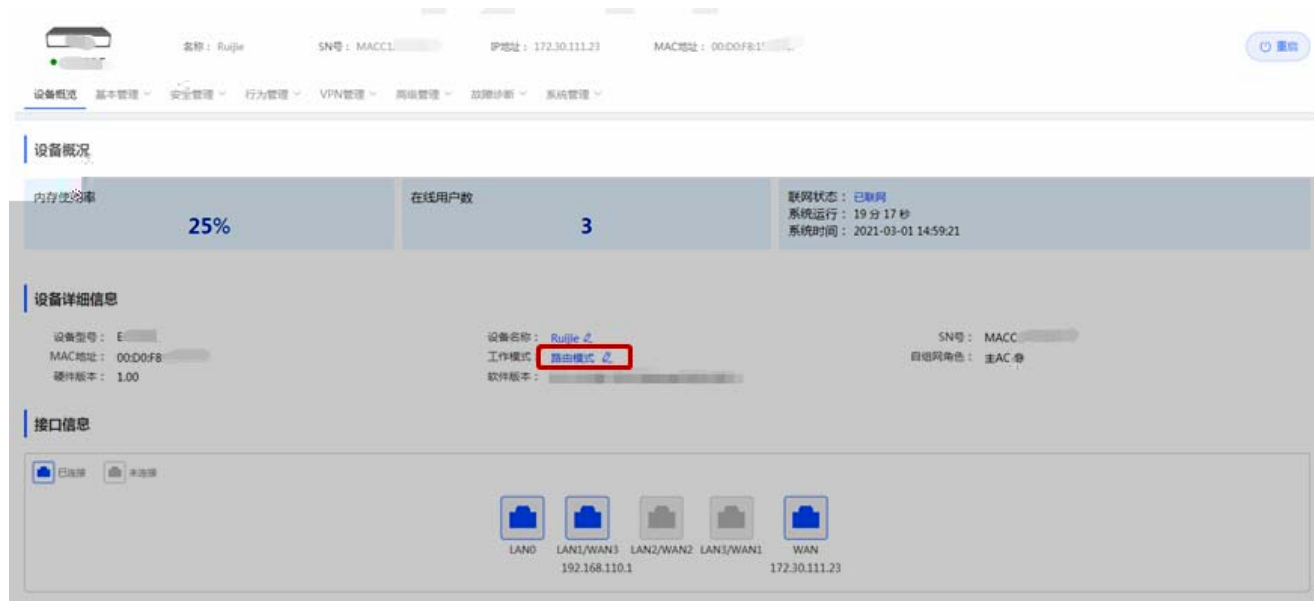 名称： Ruijie SN号： MACC1 IP地址： 172.30.111.23 MAC地址： 00:D0:F8:1 重启
设备概览 基本管理 安全管理 行为管理 VPN管理 高级管理 故障诊断 系统管理
设备概况
内存使用率 在线用户数 联网状态： 已联网
25% 3 系统运行： 19 分 17 秒
系统时间： 2021-03-01 14:59:21
设备详细信息
设备型号： E 设备名称： Ruijie SN号： MACC
MAC地址： 00:D0:F8 工作模式： 路由模式 自组网角色： 主AC
硬件版本： 1.00 软件版本：
接口信息
已连接 未连接
LAN0 LAN1/WAN3 LAN2/WAN2 LAN3/WAN1 WAN
192.168.110.1 172.30.111.23